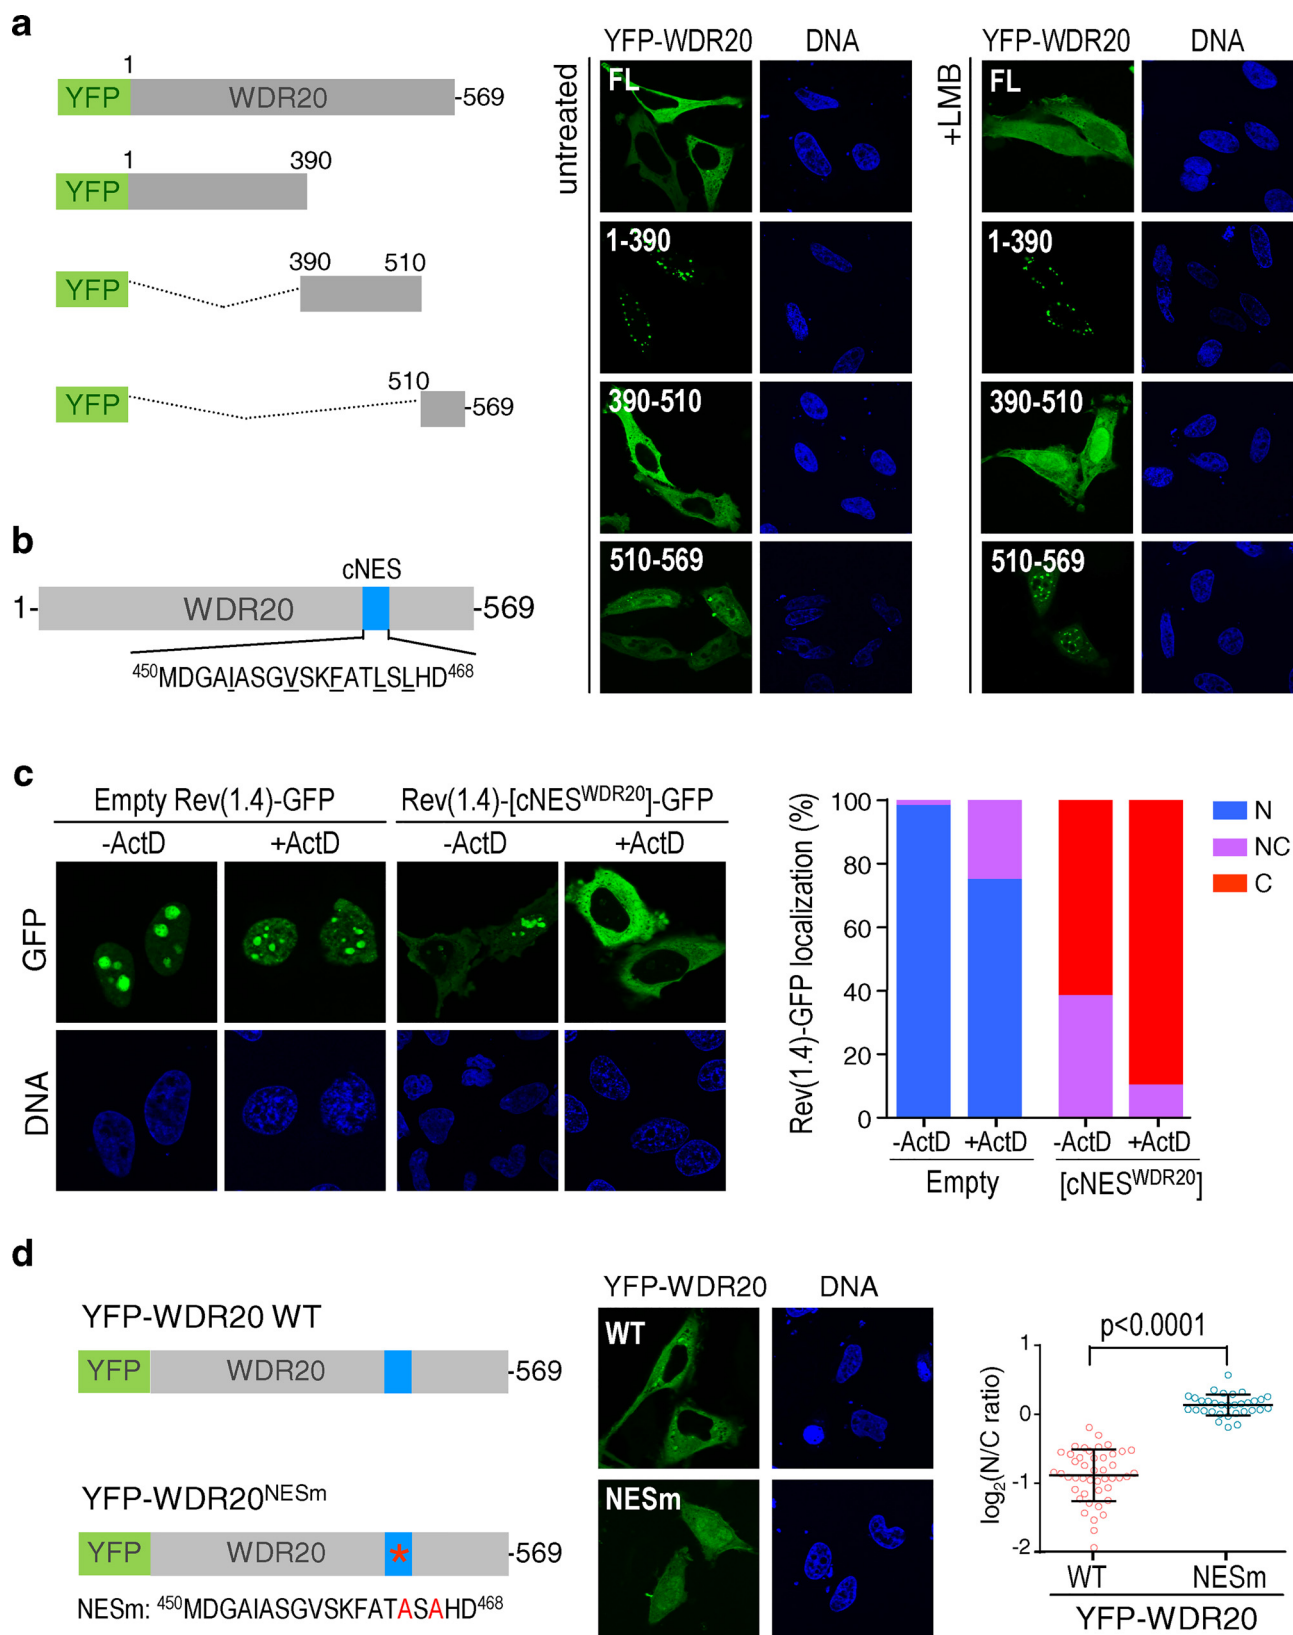 a
1
YFP WDR20 -569
1 390
YFP
390 510
YFP
510
YFP -569
untreated
YFP-WDR20 DNA
FL
1-390
390-510
510-569
+LMB
YFP-WDR20 DNA
FL
1-390
390-510
510-569
b
cNES
1- WDR20 -569
450MDGAIASGVSKFATLSLHD468
c
Empty Rev(1.4)-GFP Rev(1.4)-[cNESWDR20]-GFP
-ActD +ActD -ActD +ActD
GFP
DNA
Rev(1.4)-GFP localization (%)
100
80
60
40
20
0
N
NC
C
-ActD +ActD -ActD +ActD
Empty [cNESWDR20]
d
YFP-WDR20 WT
YFP WDR20 -569
YFP-WDR20NESm
YFP WDR20 * -569
NESm: 450MDGAIASGVSKFATASAHD468
YFP-WDR20 DNA
WT
NESm
p<0.0001
log2(N/C ratio)
1
0
-1
-2
WT NESm
YFP-WDR20